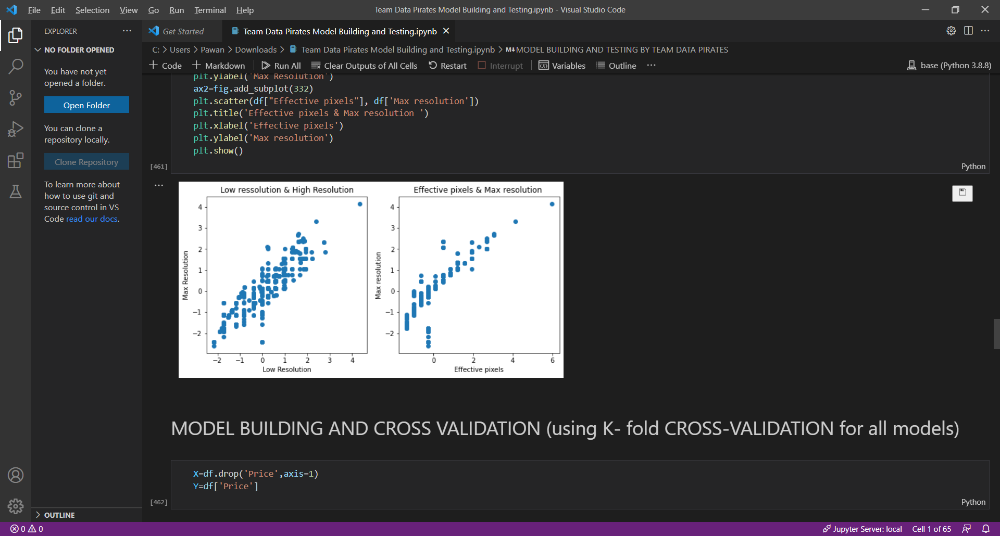 File Edit Selection View Go Run Terminal Help
Team Data Pirates Model Building and Testing.ipynb - Visual Studio Code
EXPLORER
Get Started
Team Data Pirates Model Building and Testing.ipynb
NO FOLDER OPENED
C: > Users > Pawan > Downloads > Team Data Pirates Model Building and Testing.ipynb > M↓MODEL BUILDING AND TESTING BY TEAM DATA PIRATES
+ Code + Markdown Run All Clear Outputs of All Cells Restart Interrupt Variables Outline ···
base (Python 3.8.8)
You have not yet
opened a folder.
Open Folder
You can clone a
repository locally.
Clone Repository
To learn more about
how to use git and
source control in VS
Code read our docs.
plt.ylabel('Max Resolution')
ax2=fig.add_subplot(332)
plt.scatter(df["Effective pixels"], df['Max resolution'])
plt.title('Effective pixels & Max resolution ')
plt.xlabel('Effective pixels')
plt.ylabel('Max resolution')
plt.show()
[461]
Python
Low ressolution & High Resolution
4
3
2
1
0
−1
−2
Max Resolution
−2 −1 0 1 2 3 4
Low Resolution
Effective pixels & Max resolution
4
3
2
1
0
−1
−2
Max resolution
0 2 4 6
Effective pixels
MODEL BUILDING AND CROSS VALIDATION (using K- fold CROSS-VALIDATION for all models)
X=df.drop('Price',axis=1)
Y=df['Price']
[462]
Python
OUTLINE
0 0
Jupyter Server: local
Cell 1 of 65